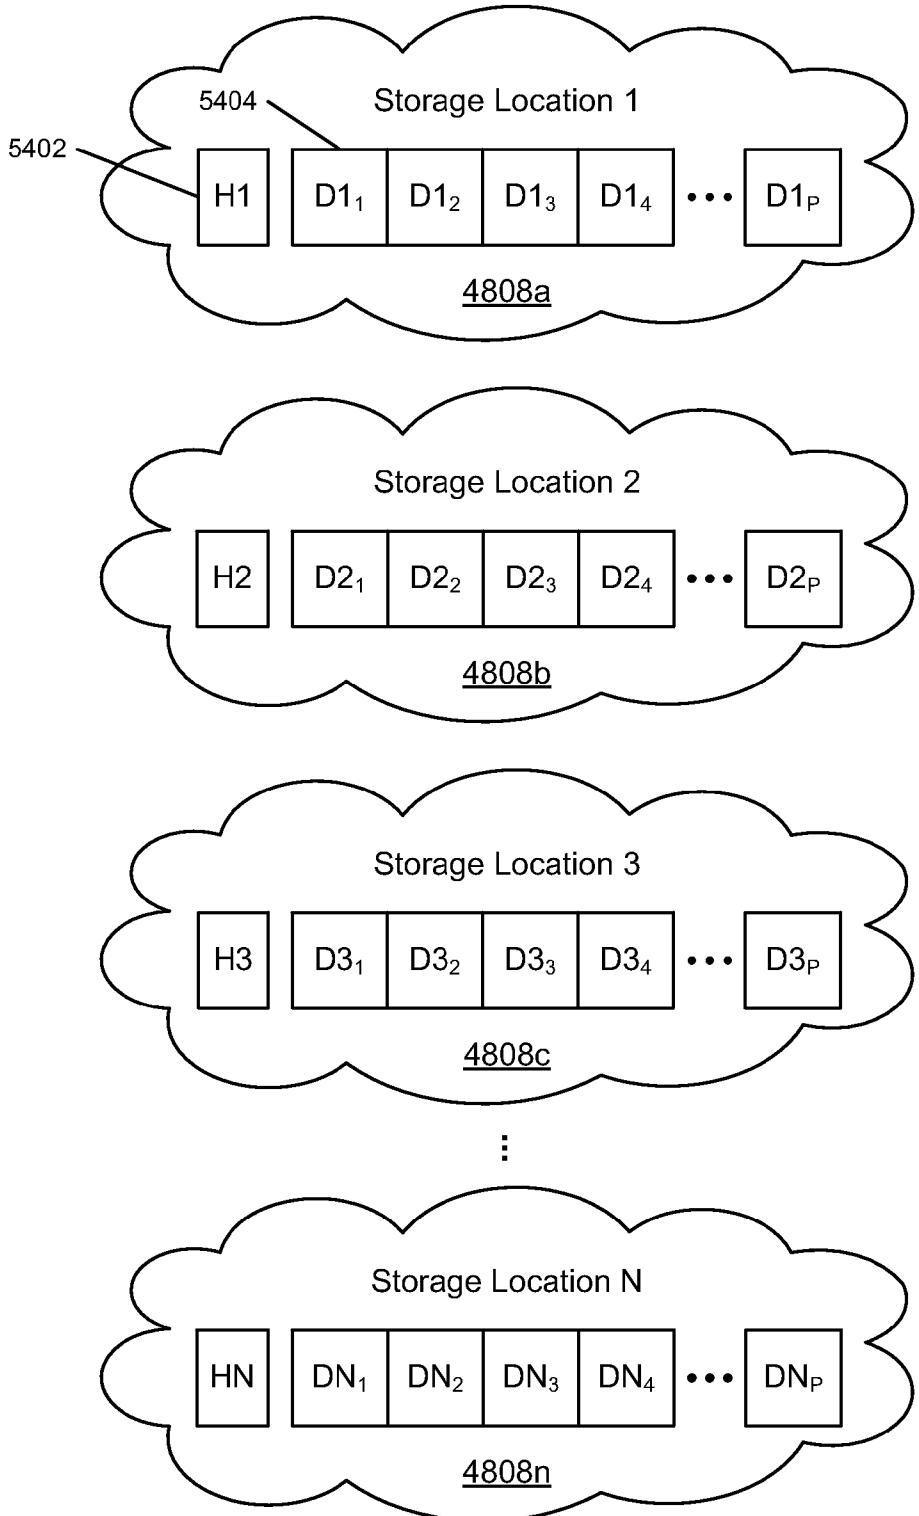 Storage Location 1
5404
5402
H1 D1₁ D1₂ D1₃ D1₄ ••• D1ₚ
4808a
Storage Location 2
H2 D2₁ D2₂ D2₃ D2₄ ••• D2ₚ
4808b
Storage Location 3
H3 D3₁ D3₂ D3₃ D3₄ ••• D3ₚ
4808c
⋮
Storage Location N
HN DN₁ DN₂ DN₃ DN₄ ••• DNₚ
4808n